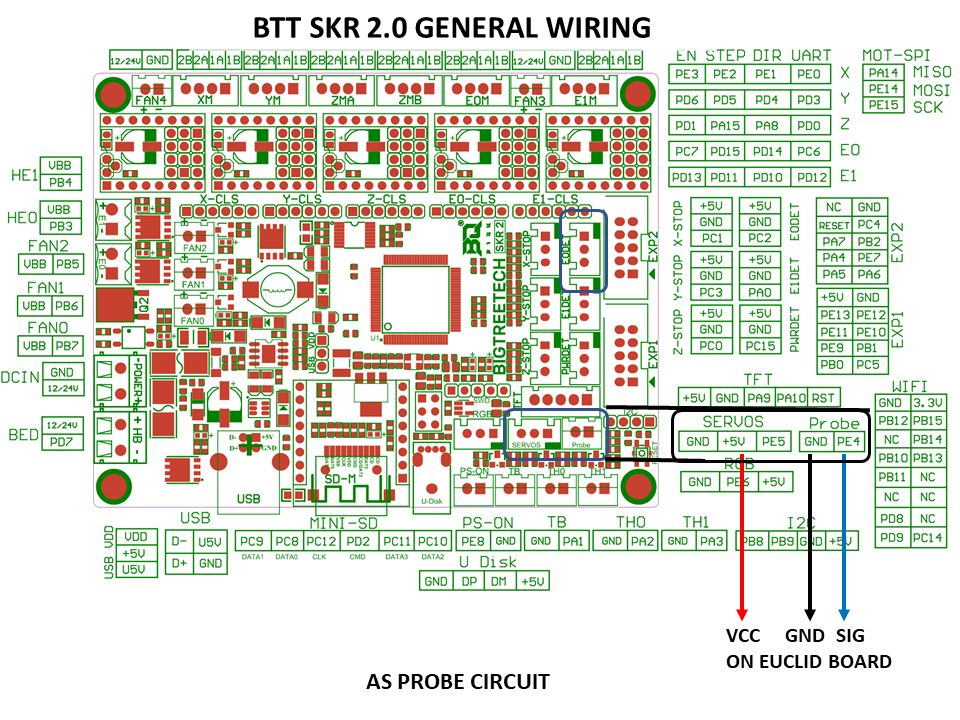 BTT SKR 2.0 GENERAL WIRING
12/24V GND 2B 2A 1A 1B 2B 2A 1A 1B 2B 2A 1A 1B 2B 2A 1A 1B 2B 2A 1A 1B 12/24V GND 2B 2A 1A 1B
FAN4 XM YM ZMA ZMB E0M FAN3 E1M
- + - +
EN STEP DIR UART
PE3 PE2 PE1 PE0 X
PD6 PD5 PD4 PD3 Y
PD1 PA15 PA8 PD0 Z
PC7 PD15 PD14 PC6 E0
PD13 PD11 PD10 PD12 E1
MOT-SPI
PA14 MISO
PE14 MOSI
PE15 SCK
X-CLS Y-CLS Z-CLS E0-CLS E1-CLS
HE1
VBB
PB4
HE0
VBB
PB3
FAN2
VBB PB5
FAN1
VBB PB6
FAN0
VBB PB7
DCIN
GND
12/24V
BED
12/24V
PD7
E1
E0
FAN2
FAN1
FAN0
Q2
-POWER+
- HB +
U1
USB VDD
BIGTREETECH
SKR 2
X-STOP
Y-STOP
Z-STOP
E0DET
E1DET
PWRDET
EXP2
EXP1
TFT
SWD
RGB
SERVOS
Probe
I2C
RESET
D- +5V
D+ GND
USB
SD-M
U-Disk
PS-ON TB TH0 TH1
X-STOP
+5V
GND
PC1
Y-STOP
+5V
GND
PC3
Z-STOP
+5V
GND
PC0
E0DET
+5V
GND
PC2
E1DET
+5V
GND
PA0
PWRDET
+5V
GND
PC15
EXP2
NC GND
RESET PC4
PA7 PB2
PA4 PE7
PA5 PA6
EXP1
+5V GND
PE13 PE12
PE11 PE10
PE9 PB1
PB0 PC5
TFT
+5V GND PA9 PA10 RST
SERVOS
GND +5V PE5
Probe
GND PE4
RGB
GND PE6 +5V
WIFI
GND 3.3V
PB12 PB15
NC PB14
PB10 PB13
PB11 NC
NC NC
PD8 NC
PD9 PC14
USB VDD
VDD
+5V
U5V
USB
D- U5V
D+ GND
MINI-SD
PC9 PC8 PC12 PD2 PC11 PC10
DATA1 DATA0 CLK CMD DATA3 DATA2
PS-ON
PE8 GND
TB
GND PA1
TH0
GND PA2
TH1
GND PA3
I2C
PB8 PB9 GND +5V
U Disk
GND DP DM +5V
VCC GND SIG
ON EUCLID BOARD
AS PROBE CIRCUIT